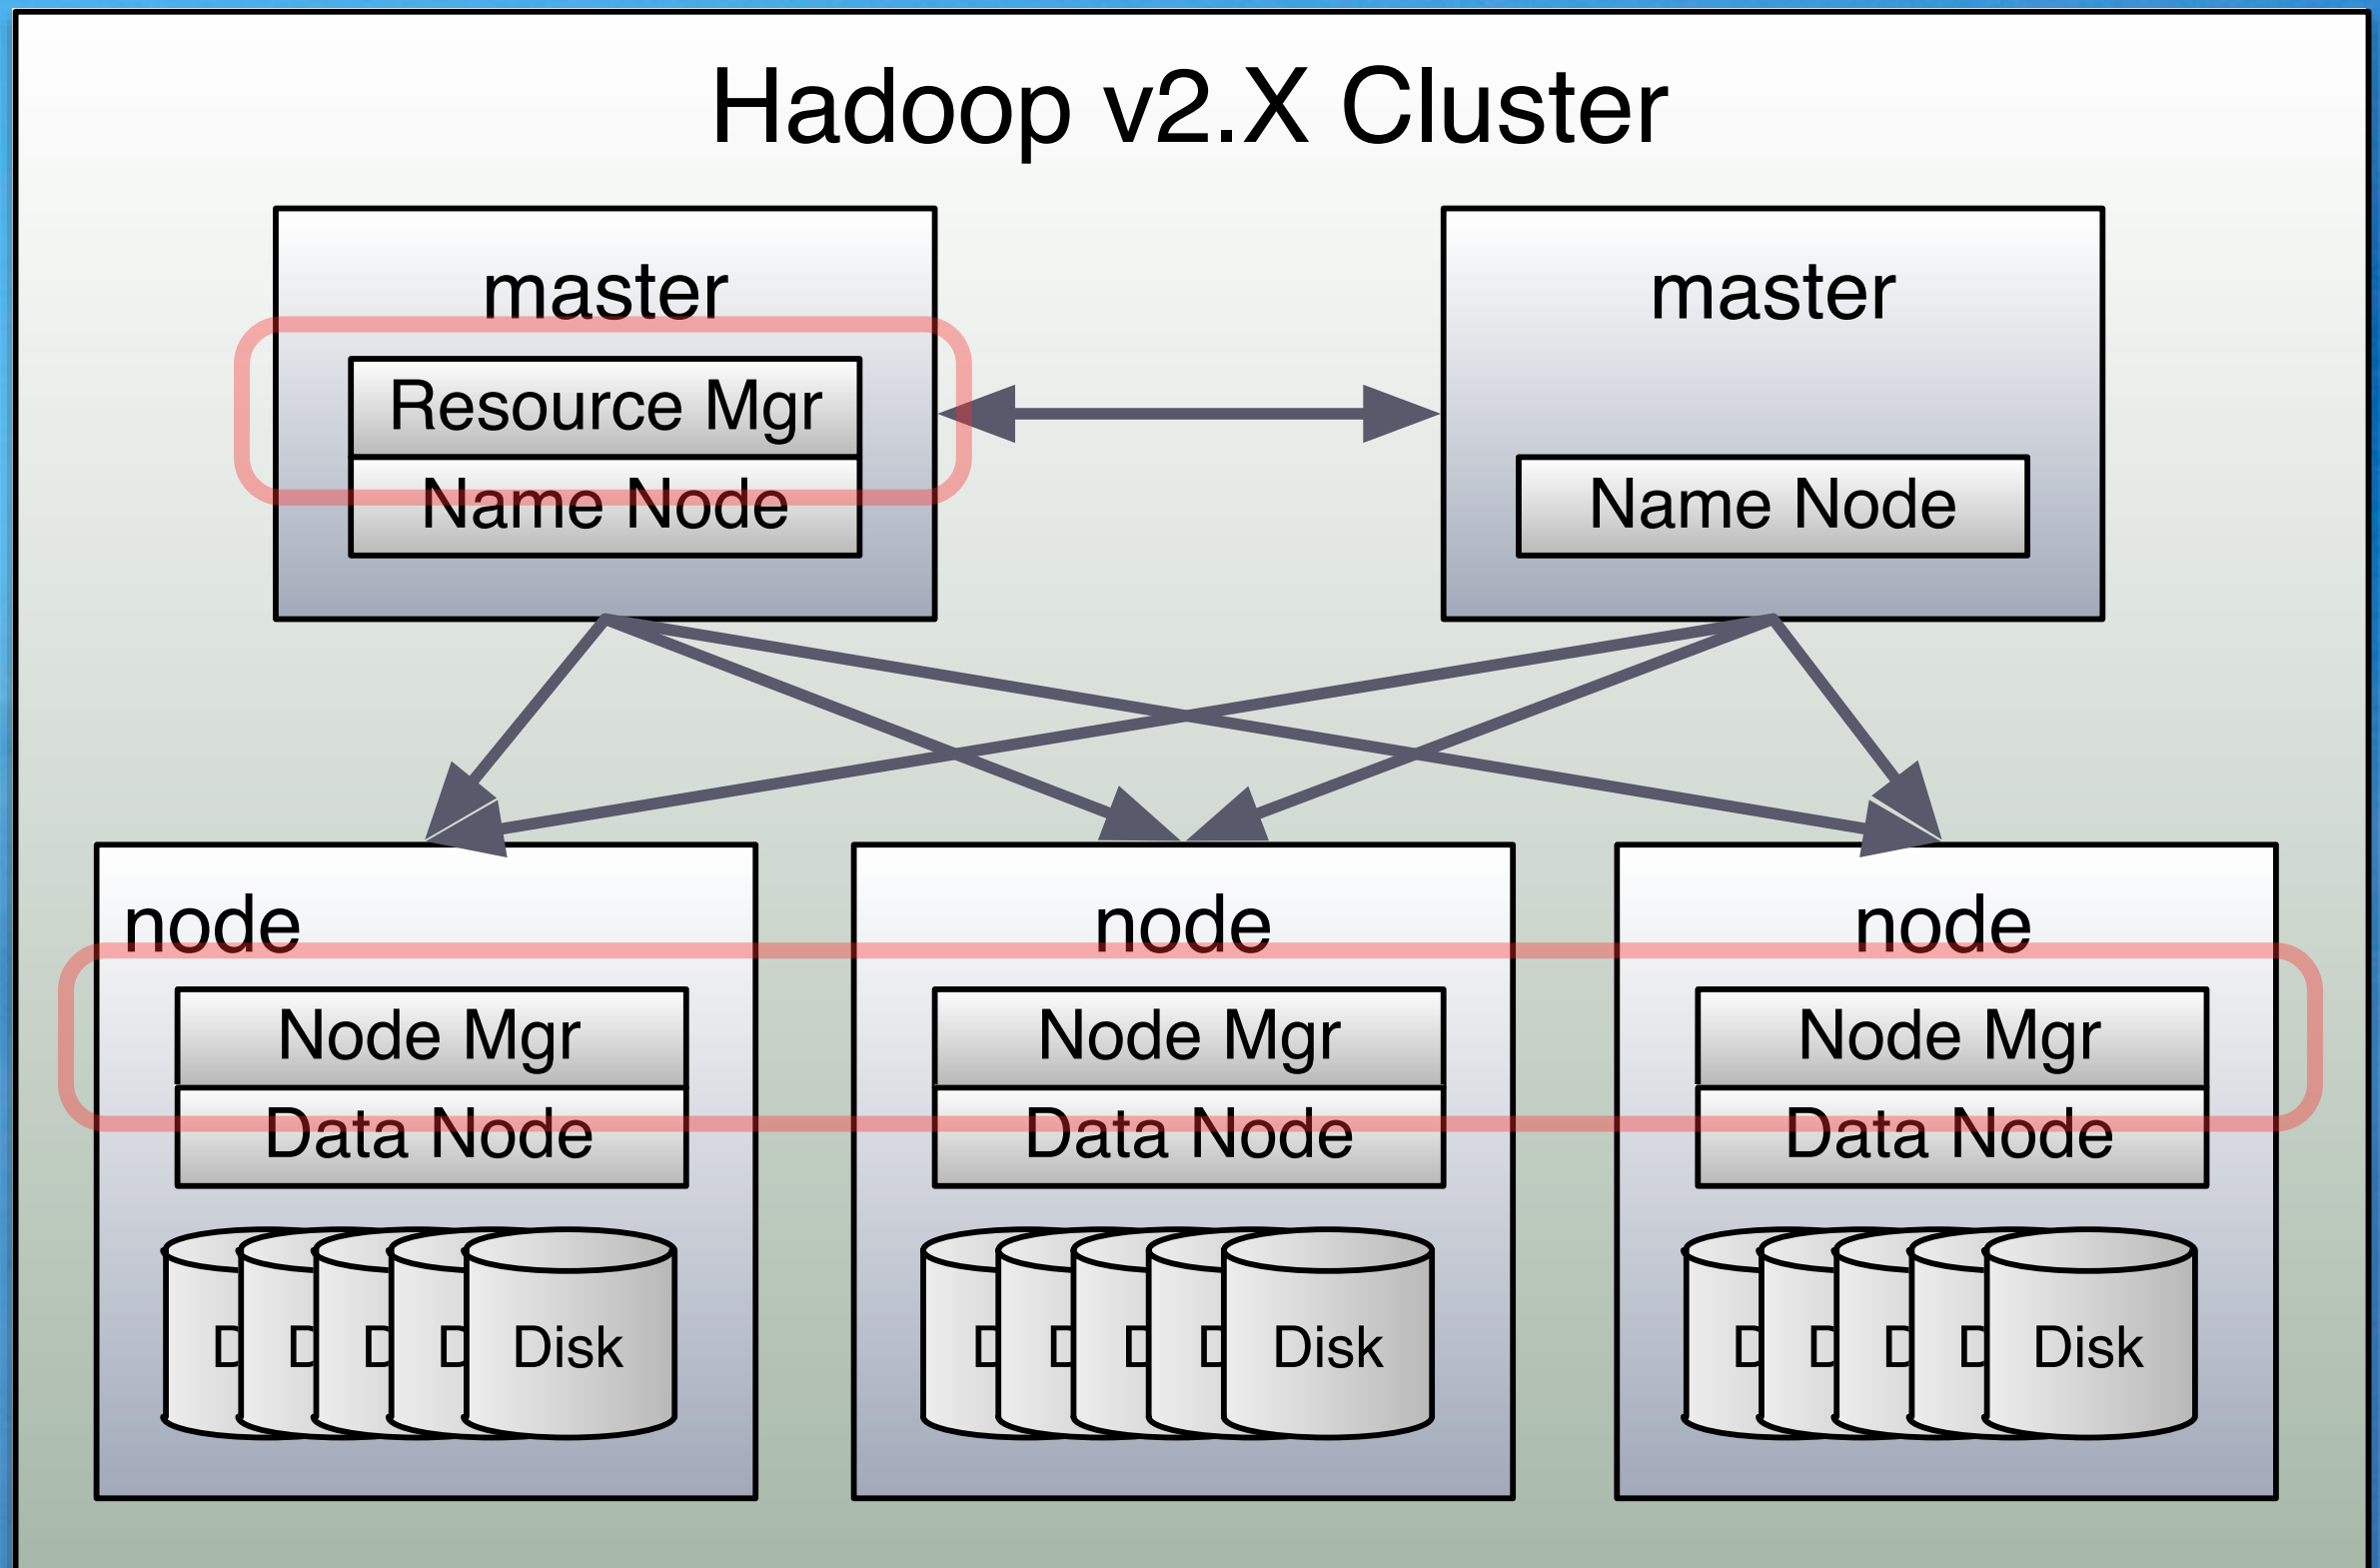 Hadoop v2.X Cluster
master
Resource Mgr
Name Node
master
Name Node
node
Node Mgr
Data Node
D D D D Disk
node
Node Mgr
Data Node
D D D D Disk
node
Node Mgr
Data Node
D D D D Disk